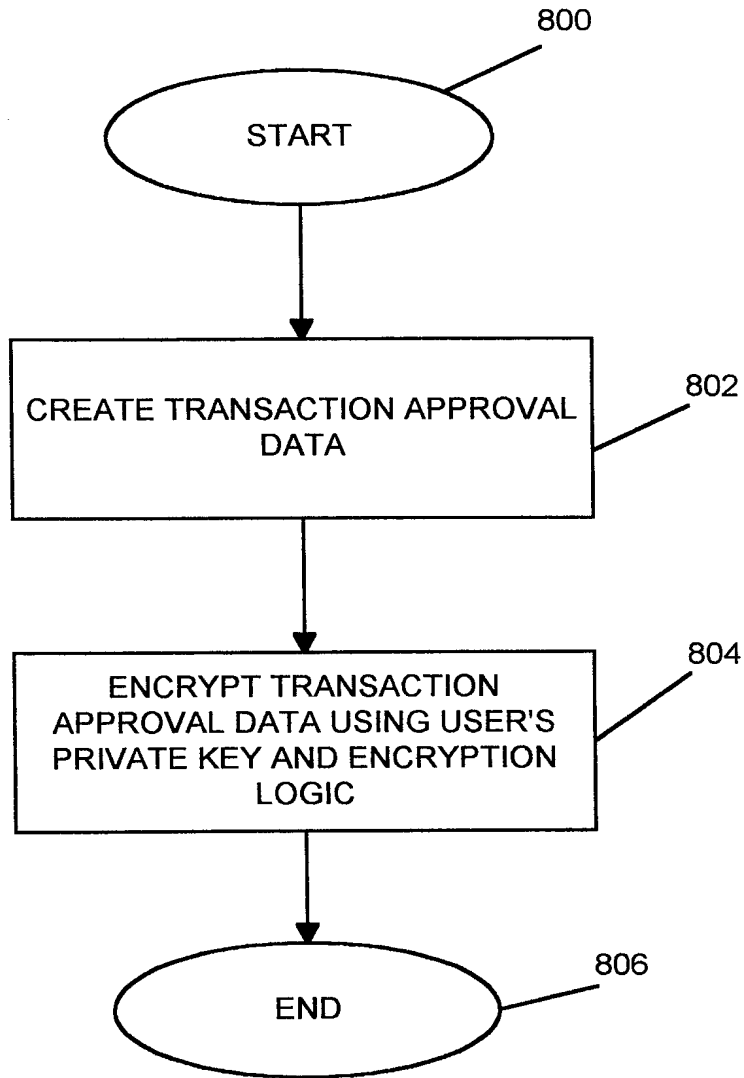 800
START
CREATE TRANSACTION APPROVAL
DATA
802
ENCRYPT TRANSACTION
APPROVAL DATA USING USER'S
PRIVATE KEY AND ENCRYPTION
LOGIC
804
END
806